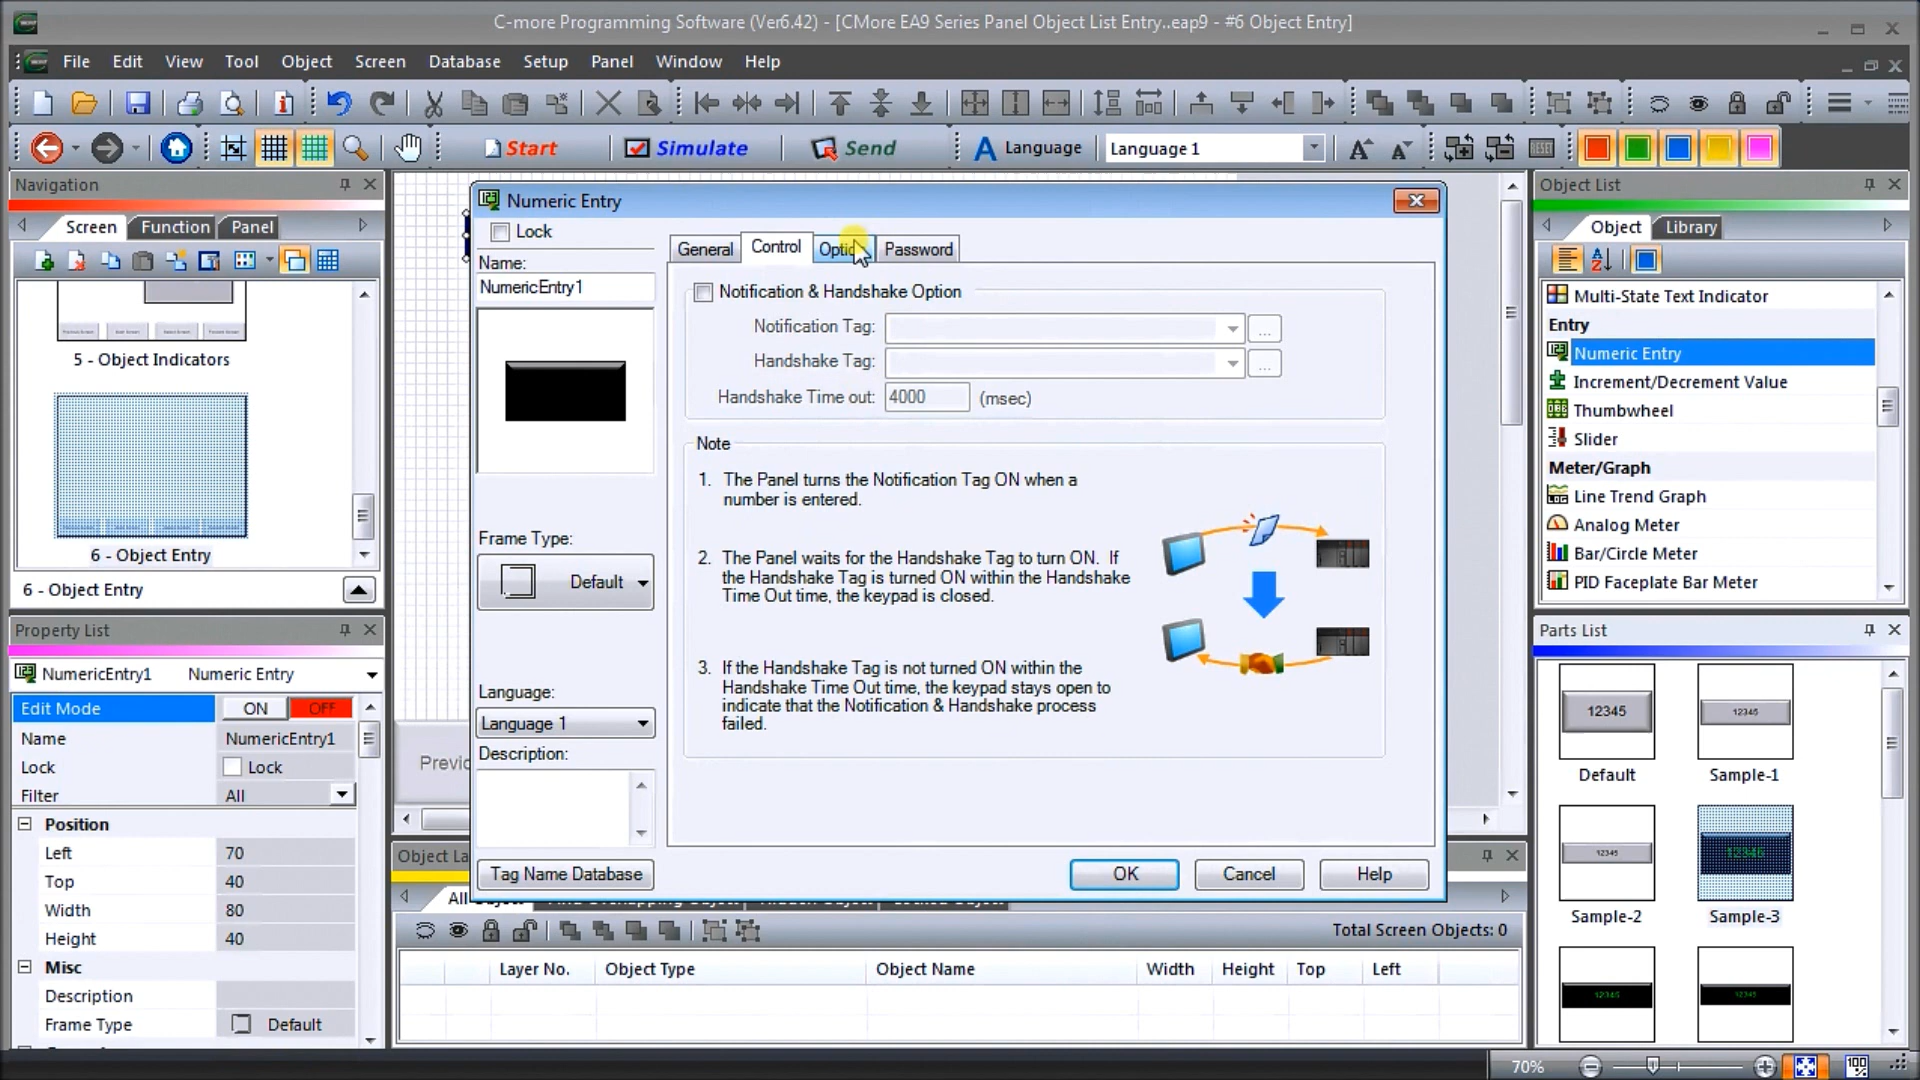 C-more Programming Software (Ver6.42) - [CMore EA9 Series Panel Object List Entry..eap9 - #6 Object Entry]
File Edit View Tool Object Screen Database Setup Panel Window Help
Start Simulate Send Language Language 1
Navigation
Screen Function Panel
5 - Object Indicators
6 - Object Entry
6 - Object Entry
Property List
NumericEntry1 Numeric Entry
Edit Mode ON OFF
Name NumericEntry1
Lock Lock
Filter All
Position
Left 70
Top 40
Width 80
Height 40
Misc
Description
Frame Type Default
Numeric Entry
Lock
Name:
NumericEntry1
Frame Type:
Default
Language:
Language 1
Description:
Tag Name Database
General Control Password
Notification & Handshake Option
Notification Tag: ...
Handshake Tag: ...
Handshake Time out: 4000 (msec)
Note
1. The Panel turns the Notification Tag ON when a
number is entered.
2. The Panel waits for the Handshake Tag to turn ON. If
the Handshake Tag is turned ON within the Handshake
Time Out time, the keypad is closed.
3. If the Handshake Tag is not turned ON within the
Handshake Time Out time, the keypad stays open to
indicate that the Notification & Handshake process
failed.
OK Cancel Help
Object
Total Screen Objects: 0
Layer No. Object Type Object Name Width Height Top Left
Object List
Object Library
Multi-State Text Indicator
Entry
Numeric Entry
Increment/Decrement Value
Thumbwheel
Slider
Meter/Graph
Line Trend Graph
Analog Meter
Bar/Circle Meter
PID Faceplate Bar Meter
Parts List
12345 12345
Default Sample-1
12345 12345
Sample-2 Sample-3
12345 12345
70%